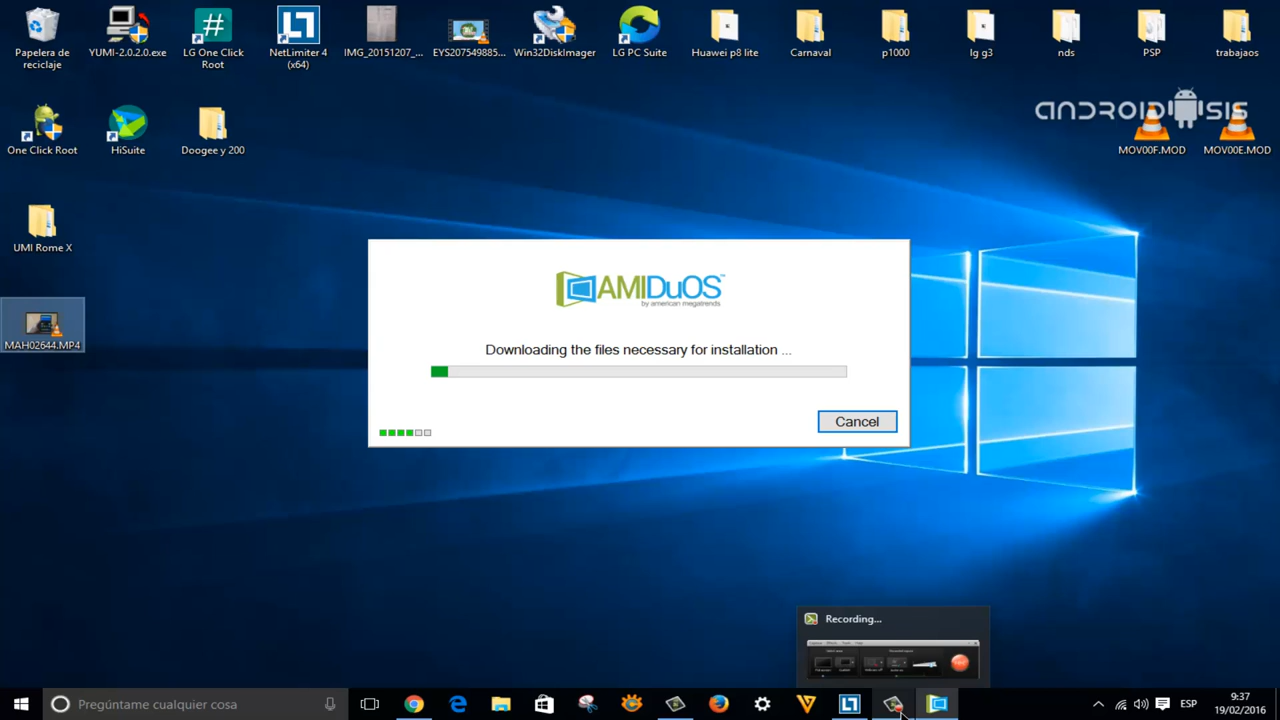 Papelera de
reciclaje
YUMI-2.0.2.0.exe
LG One Click
Root
NetLimiter 4
(x64)
IMG_20151207_...
EYS207549885...
Win32DiskImager
LG PC Suite
Huawei p8 lite
Carnaval
p1000
lg g3
nds
PSP
trabajaos
ANDROID SIS
One Click Root
HiSuite
Doogee y 200
MOV00F.MOD
MOV00E.MOD
UMI Rome X
MAH02644.MP4
AMIDuOS™
by american megatrends
Downloading the files necessary for installation ...
Cancel
Recording...
Pregúntame cualquier cosa
ESP
9:37
19/02/2016